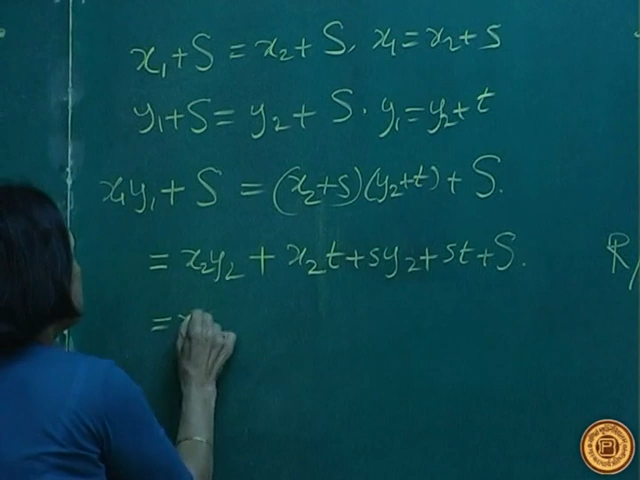 x₁+S = x₂+S. x₁=x₂+s
y₁+S = y₂+S. y₁=y₂+t
x₁y₁+S = (x₂+s)(y₂+t)+S.
= x₂y₂+x₂t+sy₂+st+S.
R/
=